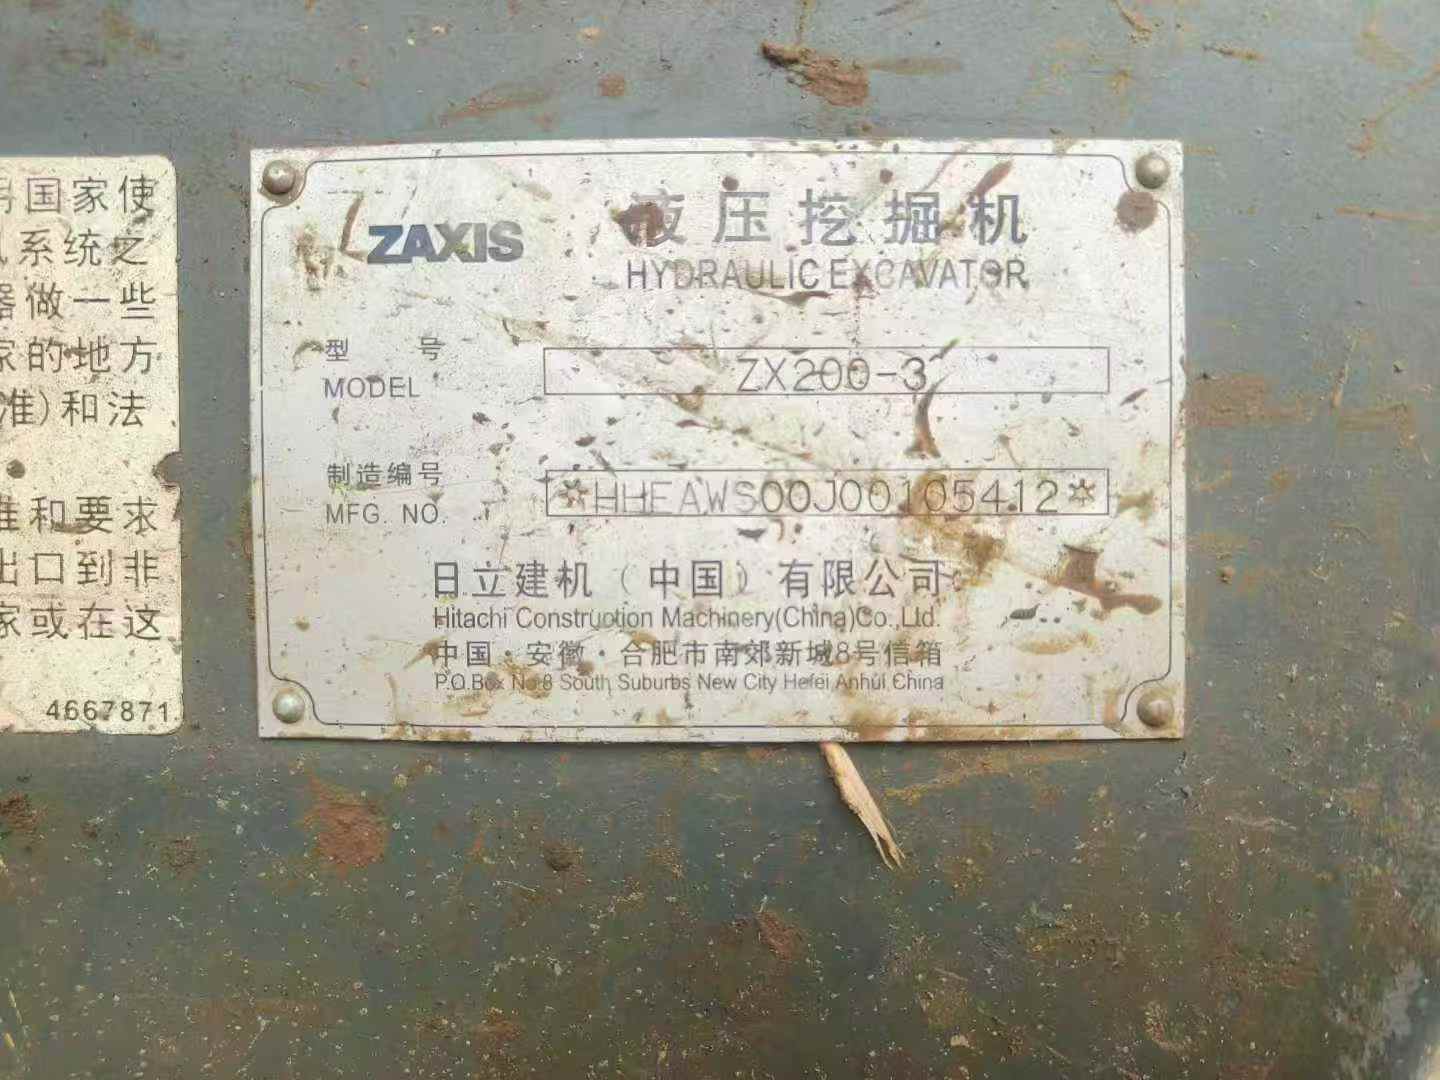 国家使
系统之
器做一些
家的地方
准)和法
准和要求
出口到非
家或在这
4667871
ZAXIS
液压挖掘机
HYDRAULIC EXCAVATOR
型号
MODEL
ZX200-3
制造编号
MFG. NO.
*HHEAWS00J00105412*
日立建机（中国）有限公司
Hitachi Construction Machinery(China)Co.,Ltd.
中国·安徽·合肥市南郊新城8号信箱
P.O.Box No 8 South Suburbs New City Hefei Anhui China